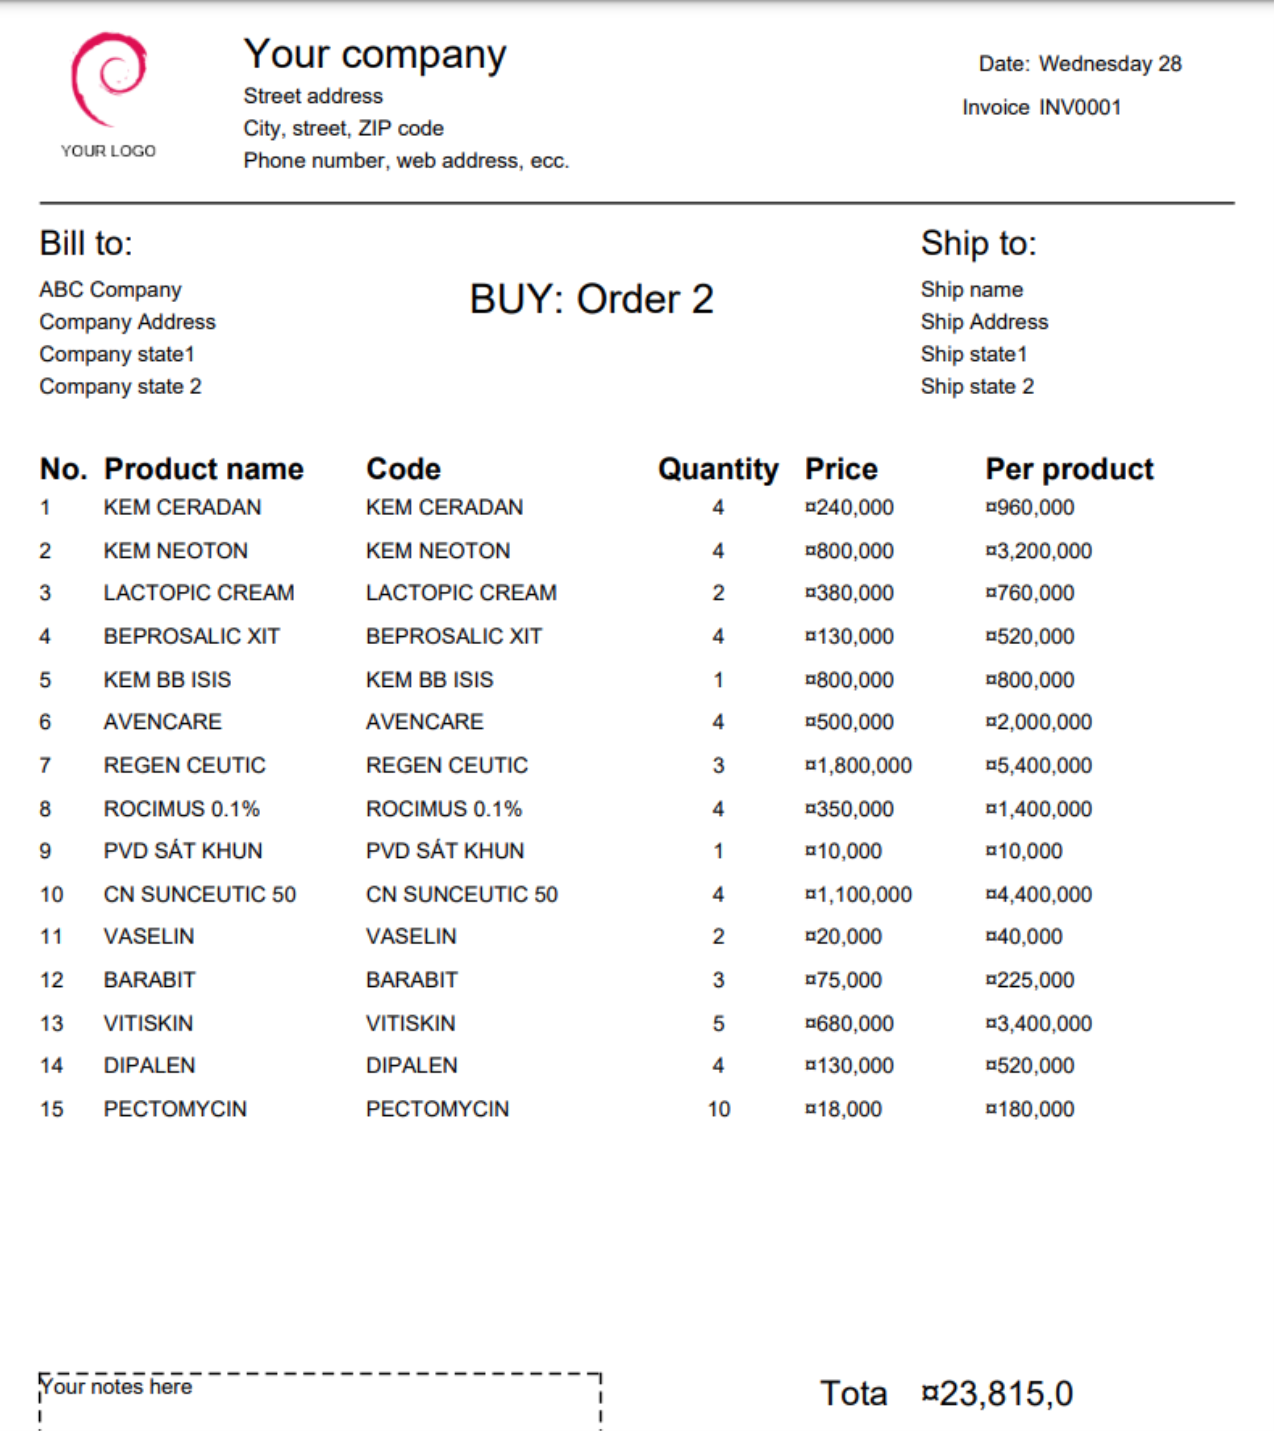 YOUR LOGO
Your company
Street address
City, street, ZIP code
Phone number, web address, ecc.
Date: Wednesday 28
Invoice INV0001
Bill to:
ABC Company
Company Address
Company state1
Company state 2
BUY: Order 2
Ship to:
Ship name
Ship Address
Ship state1
Ship state 2
No. Product name Code Quantity Price Per product
1 KEM CERADAN KEM CERADAN 4 ¤240,000 ¤960,000
2 KEM NEOTON KEM NEOTON 4 ¤800,000 ¤3,200,000
3 LACTOPIC CREAM LACTOPIC CREAM 2 ¤380,000 ¤760,000
4 BEPROSALIC XIT BEPROSALIC XIT 4 ¤130,000 ¤520,000
5 KEM BB ISIS KEM BB ISIS 1 ¤800,000 ¤800,000
6 AVENCARE AVENCARE 4 ¤500,000 ¤2,000,000
7 REGEN CEUTIC REGEN CEUTIC 3 ¤1,800,000 ¤5,400,000
8 ROCIMUS 0.1% ROCIMUS 0.1% 4 ¤350,000 ¤1,400,000
9 PVD SÁT KHUN PVD SÁT KHUN 1 ¤10,000 ¤10,000
10 CN SUNCEUTIC 50 CN SUNCEUTIC 50 4 ¤1,100,000 ¤4,400,000
11 VASELIN VASELIN 2 ¤20,000 ¤40,000
12 BARABIT BARABIT 3 ¤75,000 ¤225,000
13 VITISKIN VITISKIN 5 ¤680,000 ¤3,400,000
14 DIPALEN DIPALEN 4 ¤130,000 ¤520,000
15 PECTOMYCIN PECTOMYCIN 10 ¤18,000 ¤180,000
Your notes here
Tota ¤23,815,0